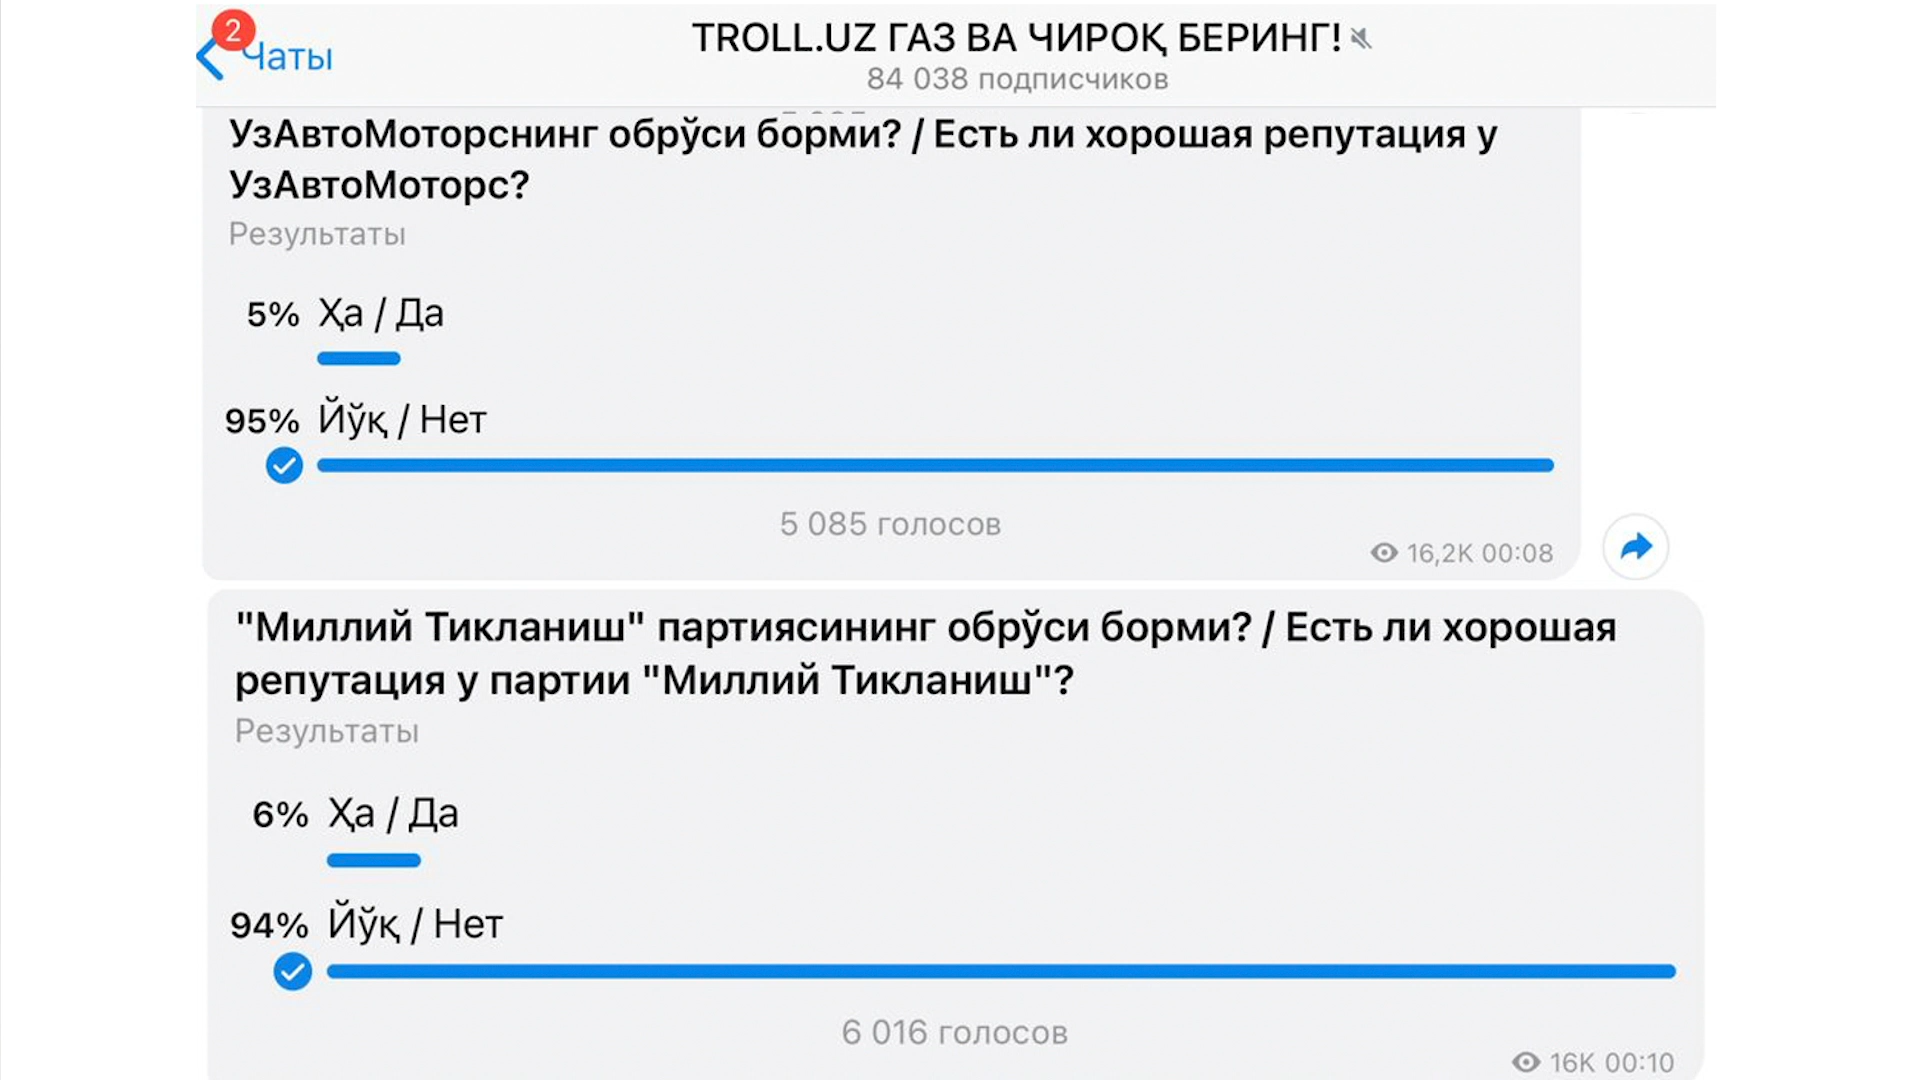 2
Чаты
TROLL.UZ ГАЗ ВА ЧИРОҚ БЕРИНГ!
84 038 подписчиков
УзАвтоМоторснинг обрўси борми? / Есть ли хорошая репутация у
УзАвтоМоторс?
Результаты
5% Ҳа / Да
95% Йўқ / Нет
5 085 голосов
16,2K 00:08
"Миллий Тикланиш" партиясининг обрўси борми? / Есть ли хорошая
репутация у партии "Миллий Тикланиш"?
Результаты
6% Ҳа / Да
94% Йўқ / Нет
6 016 голосов
16K 00:10